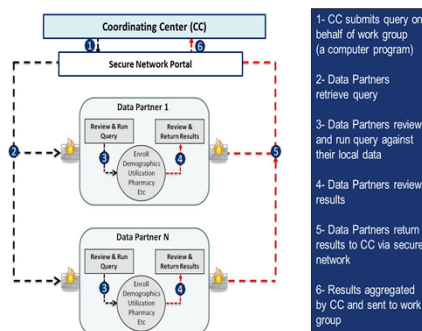 Coordinating Center (CC)
1
6
Secure Network Portal
Data Partner 1
Review & Run
Query
Review &
Return Results
3
4
Enroll
Demographics
Utilization
Pharmacy
Etc
2
5
Data Partner N
Review & Run
Query
Review &
Return Results
3
4
Enroll
Demographics
Utilization
Pharmacy
Etc
1- CC submits query on
behalf of work group
(a computer program)
2- Data Partners
retrieve query
3- Data Partners review
and run query against
their local data
4- Data Partners review
results
5- Data Partners return
results to CC via secure
network
6- Results aggregated
by CC and sent to work
group